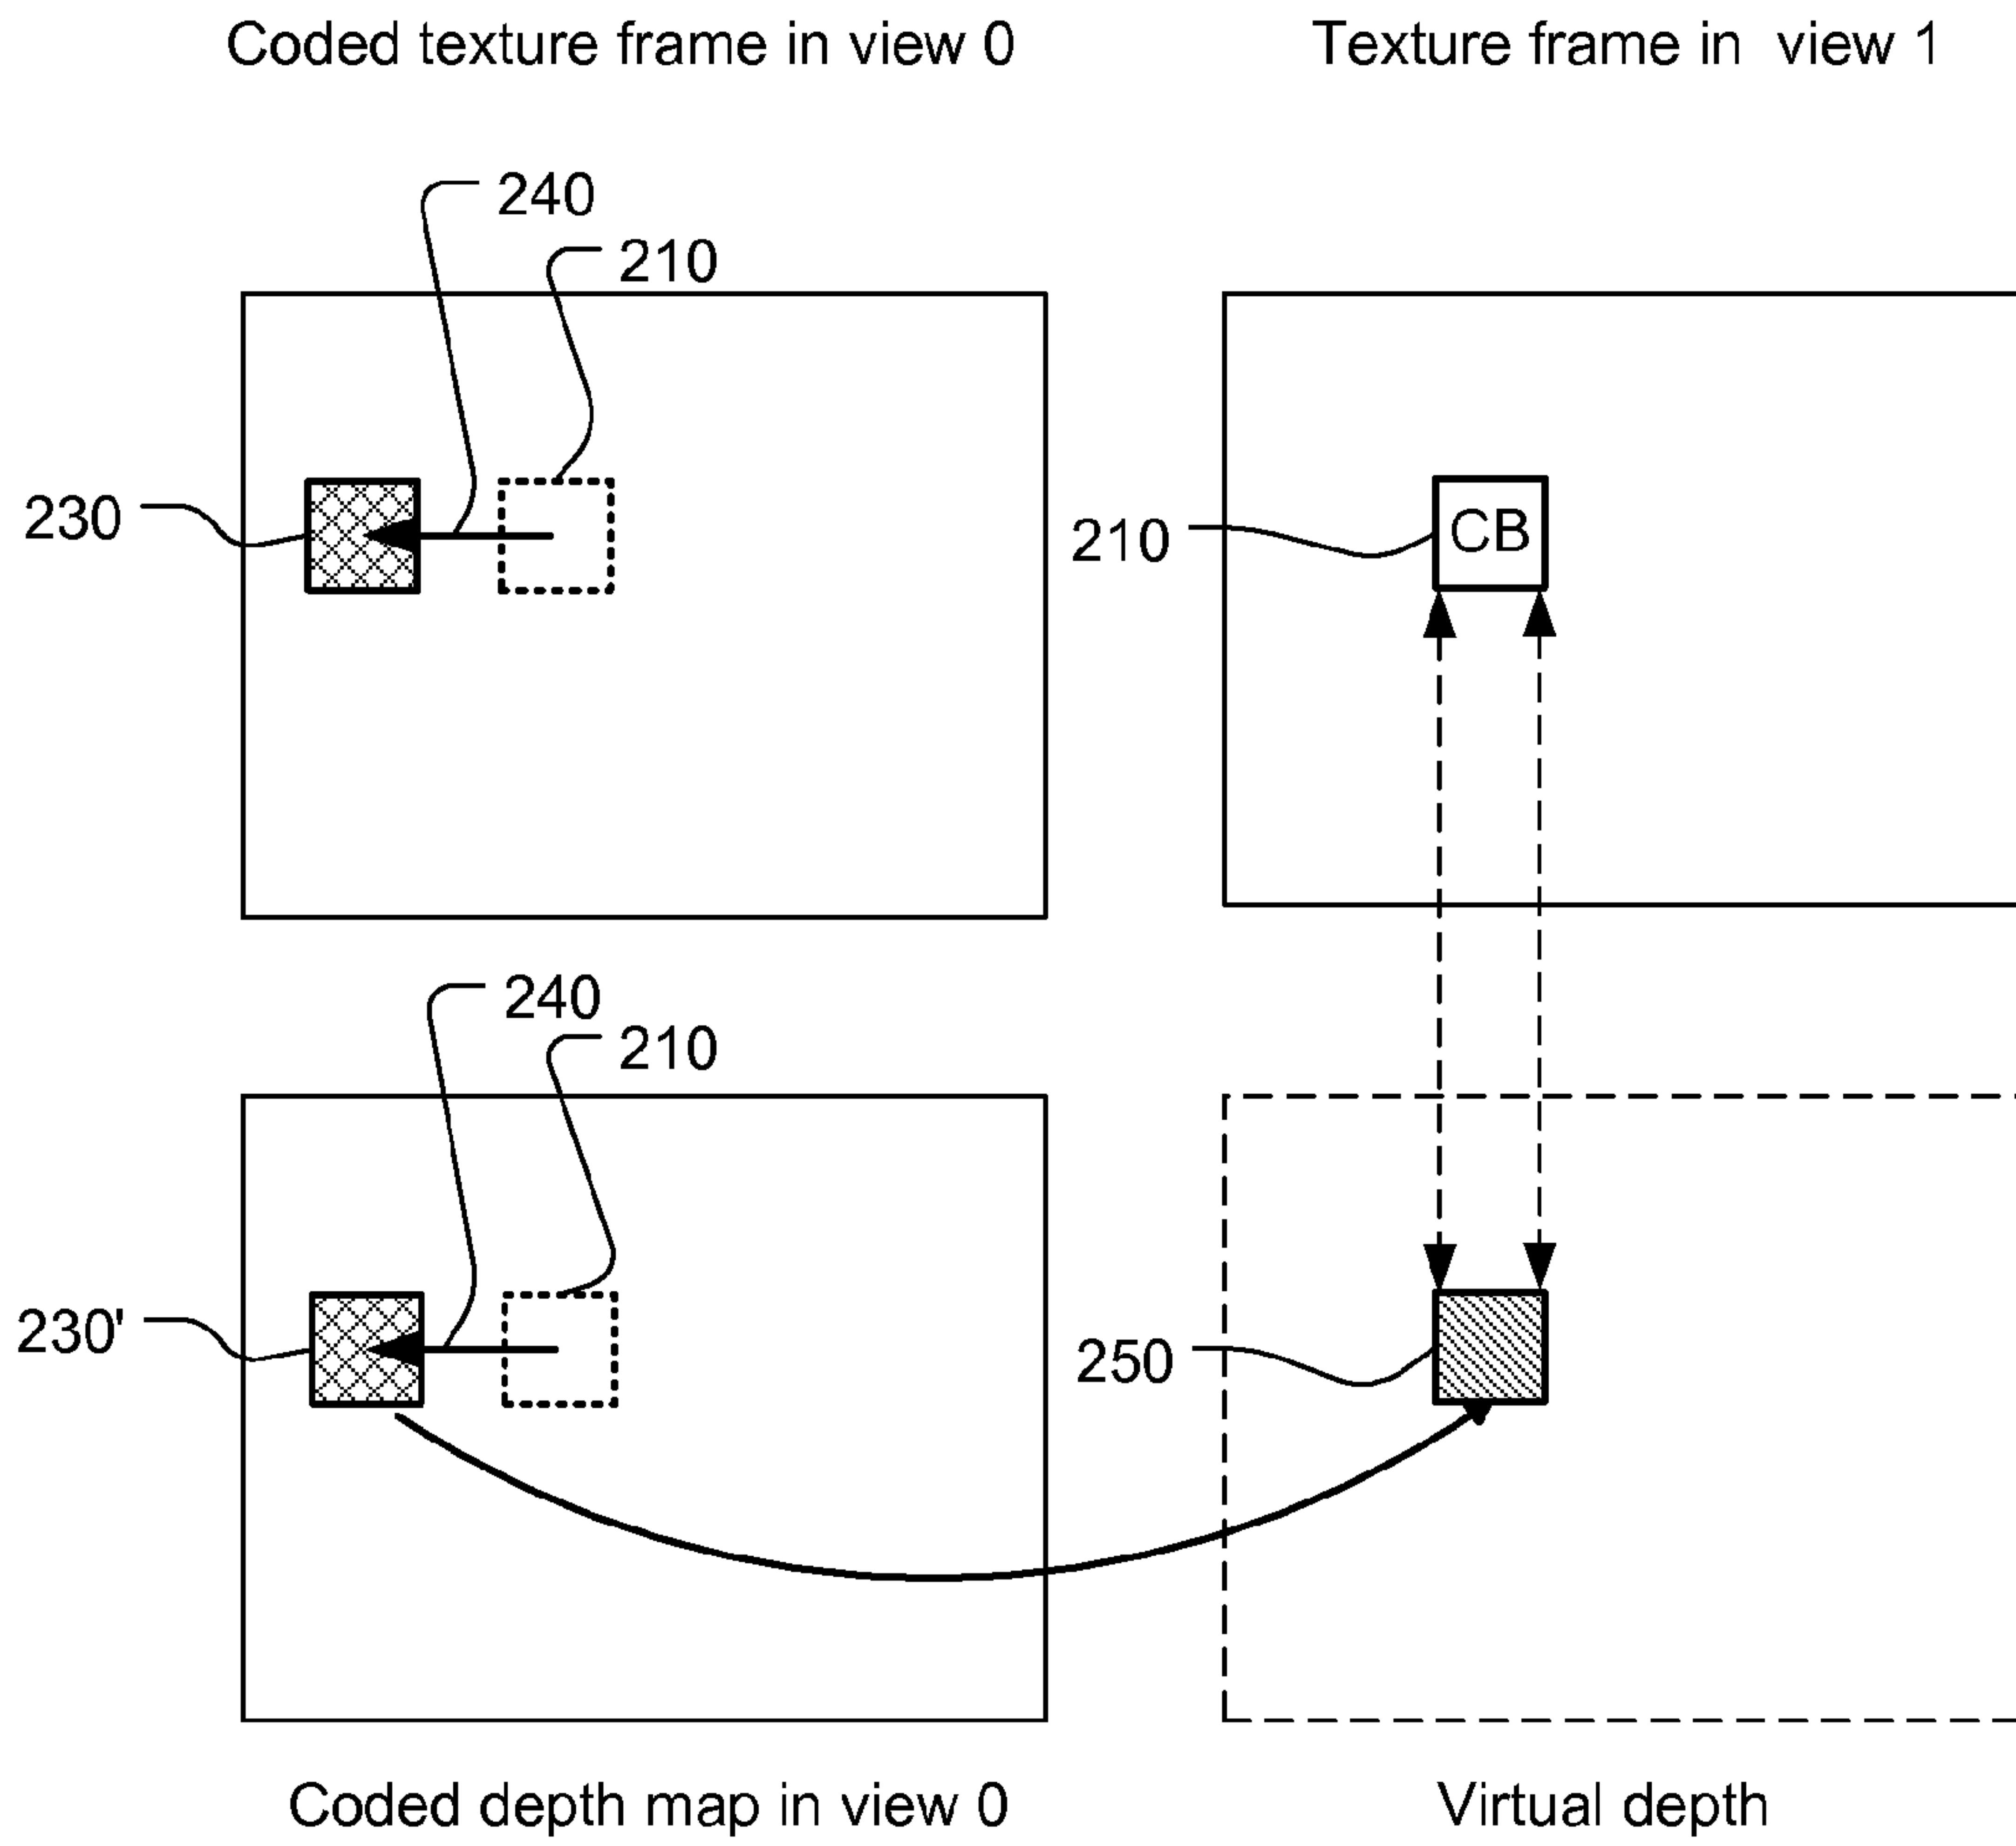 Coded texture frame in view 0
Texture frame in view 1
240
210
230
210
CB
240
210
230'
250
Coded depth map in view 0
Virtual depth